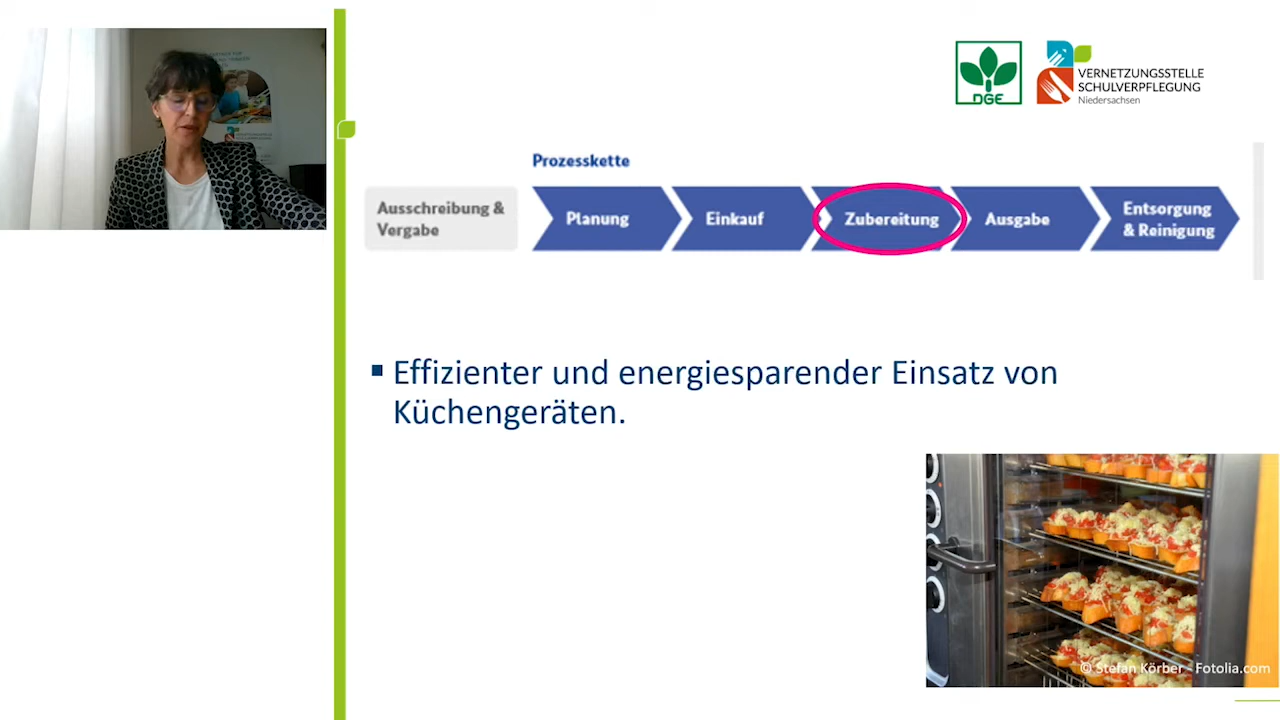 DGE
VERNETZUNGSSTELLE
SCHULVERPFLEGUNG
Niedersachsen
Prozesskette
Ausschreibung &
Vergabe
Planung
Einkauf
Zubereitung
Ausgabe
Entsorgung
& Reinigung
▪ Effizienter und energiesparender Einsatz von
Küchengeräten.
© Stefan Körber - Fotolia.com